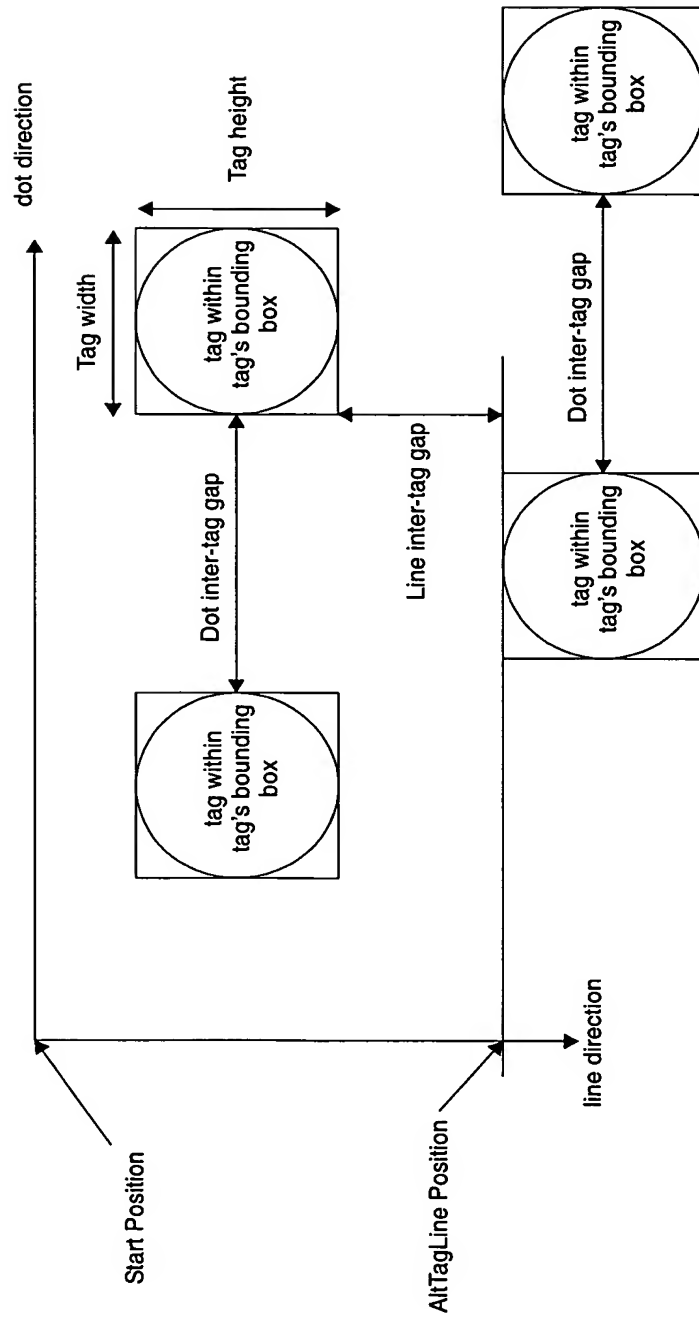 dot direction
Start Position
Tag width
Tag height
tag within
tag's bounding
box
Dot inter-tag gap
tag within
tag's bounding
box
Line inter-tag gap
AltTagLine Position
line direction
tag within
tag's bounding
box
Dot inter-tag gap
tag within
tag's bounding
box